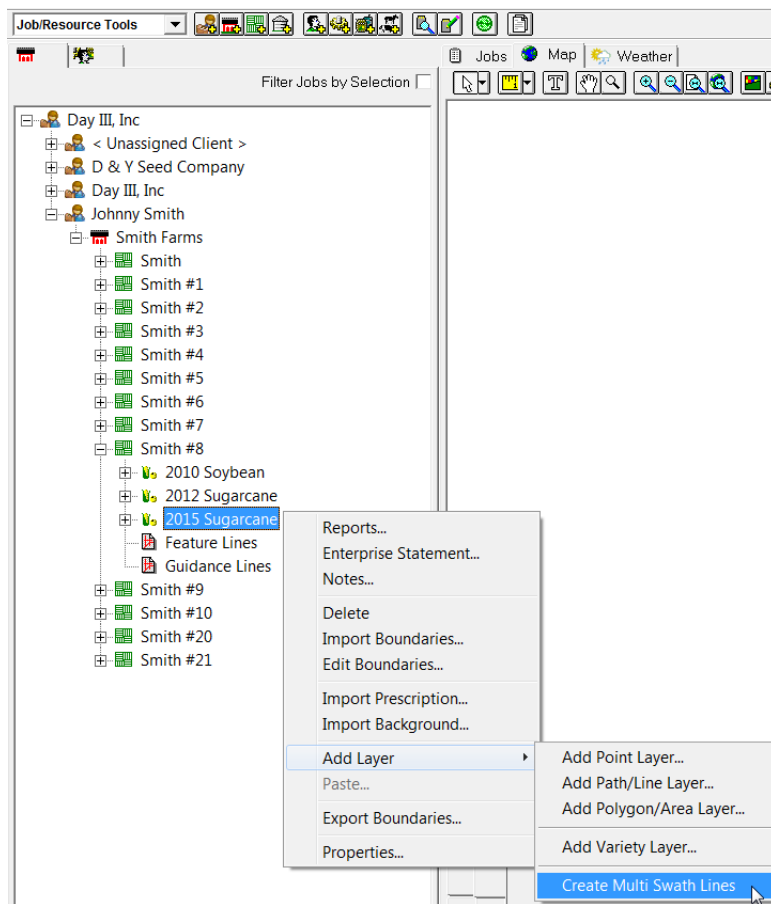 Job/Resource Tools
Jobs Map Weather
Filter Jobs by Selection
T
Day III, Inc
< Unassigned Client >
D & Y Seed Company
Day III, Inc
Johnny Smith
Smith Farms
Smith
Smith #1
Smith #2
Smith #3
Smith #4
Smith #5
Smith #6
Smith #7
Smith #8
2010 Soybean
2012 Sugarcane
2015 Sugarcane
Feature Lines
Guidance Lines
Smith #9
Smith #10
Smith #20
Smith #21
Reports...
Enterprise Statement...
Notes...
Delete
Import Boundaries...
Edit Boundaries...
Import Prescription...
Import Background...
Add Layer
Paste...
Export Boundaries...
Properties...
Add Point Layer...
Add Path/Line Layer...
Add Polygon/Area Layer...
Add Variety Layer...
Create Multi Swath Lines